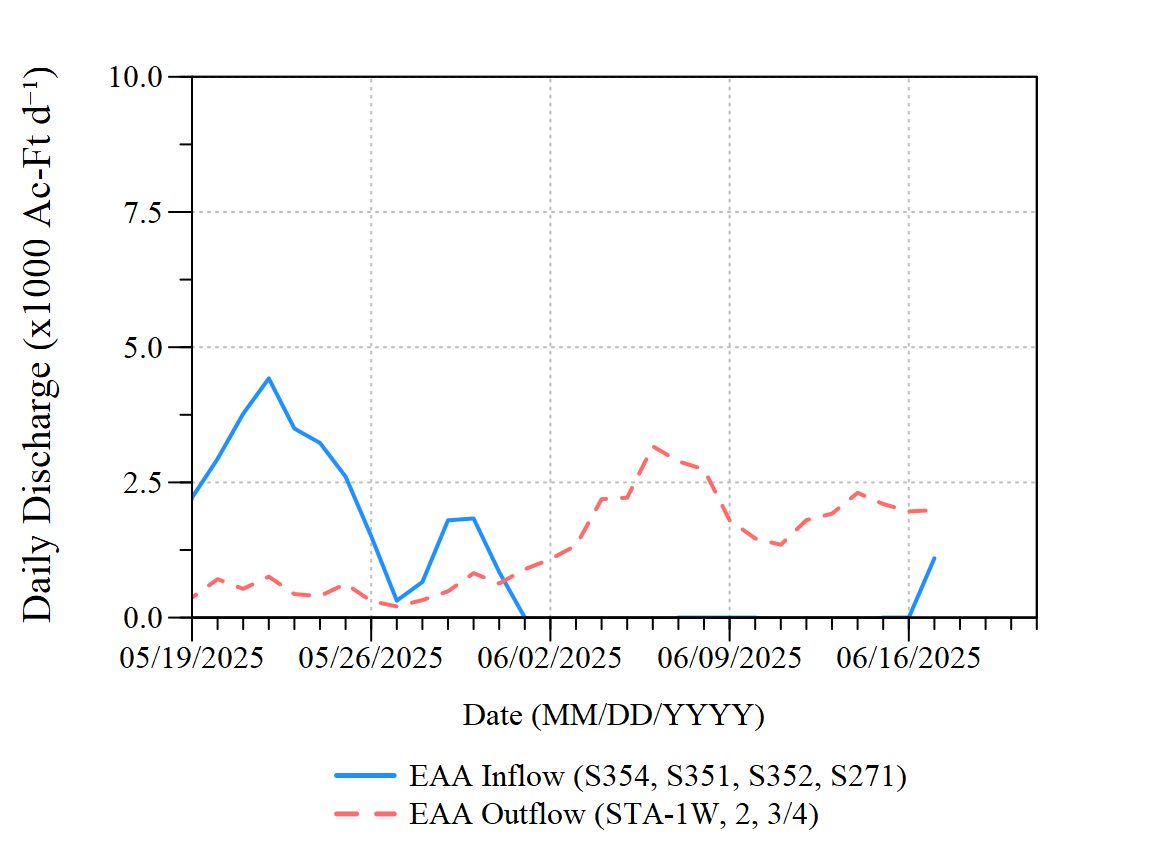 Daily Discharge (x1000 Ac-Ft d⁻¹)
10.0
7.5
5.0
2.5
0.0
05/19/2025 05/26/2025 06/02/2025 06/09/2025 06/16/2025
Date (MM/DD/YYYY)
EAA Inflow (S354, S351, S352, S271)
EAA Outflow (STA-1W, 2, 3/4)